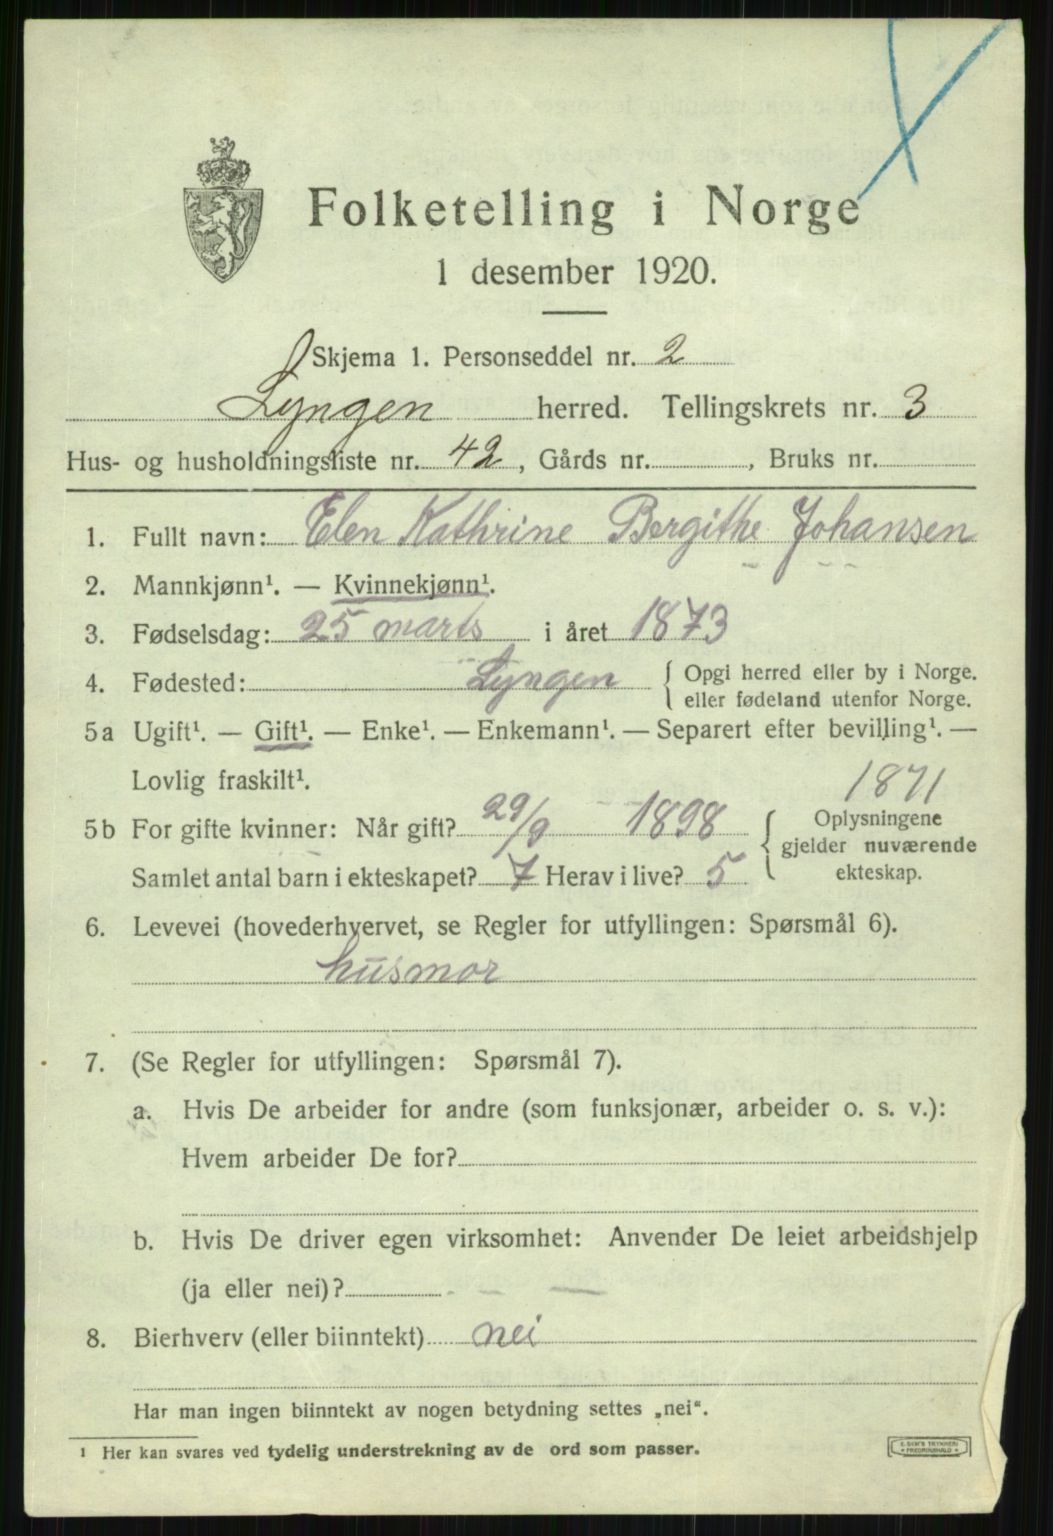 Folketelling i Norge
1 desember 1920.
Skjema 1. Personseddel nr. 2
Lyngen herred. Tellingskrets nr. 3
Hus- og husholdningsliste nr. 42, Gårds nr. , Bruks nr.
1. Fullt navn: Elen Kathrine Bergithe Johansen
2. Mannkjønn¹. — Kvinnekjønn¹.
3. Fødselsdag: 25 marts i året 1873
4. Fødested: Lyngen { Opgi herred eller by i Norge.
eller fødeland utenfor Norge.
5a Ugift¹. — Gift¹. — Enke¹. — Enkemann¹. — Separert efter bevilling¹. —
Lovlig fraskilt¹.
1871
5b For gifte kvinner: Når gift? 29/9 1898 { Oplysningene
gjelder nuværende
Samlet antal barn i ekteskapet? 7 Herav i live? 5 ekteskap.
6. Levevei (hovederhvervet, se Regler for utfyllingen: Spørsmål 6).
husmor
7. (Se Regler for utfyllingen: Spørsmål 7).
a. Hvis De arbeider for andre (som funksjonær, arbeider o. s. v.):
Hvem arbeider De for?
b. Hvis De driver egen virksomhet: Anvender De leiet arbeidshjelp
(ja eller nei)? — — —
8. Bierhverv (eller biinntekt) nei
Har man ingen biinntekt av nogen betydning settes „nei".
¹ Her kan svares ved tydelig understrekning av de ord som passer.